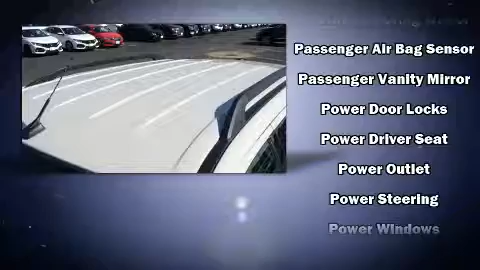 Passenger Air Bag Sensor
Passenger Vanity Mirror
Power Door Locks
Power Driver Seat
Power Outlet
Power Steering
Power Windows